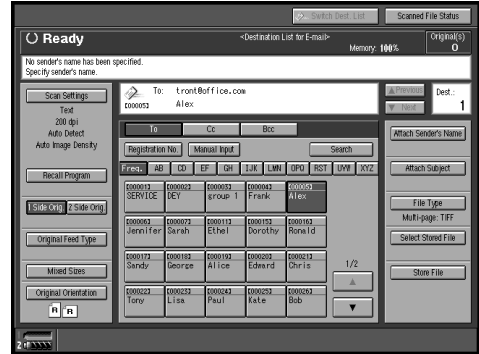 Switch Dest. List
Scanned File Status
Ready
<Destination List for E-mail>
Memory: 100%
Original(s)
0
No sender's name has been been specified.
Specify sender's name.
Scan Settings
Text
200 dpi
Auto Detect
Auto Image Density
Recall Program
1 Side Orig. 2 Side Orig.
Original Feed Type
Mixed Sizes
Original Orientation
R R
To: tront@office.com
[00005] Alex
▲Previous
▼ Next
Dest.:
1
To Cc Bcc
Registration No. Manual Input Search
Freq. AB CD EF GH IJK LMN OPQ RST UVW XYZ
[00001] [00002] [00003] [00004] [00005]
SERVICE DEY group 1 Frank Alex
[00006] [00007] [00011] [00015] [00016]
Jennifer Sarah Ethel Dorothy Ronald
[00017] [00018] [00019] [00020] [00021]
Sandy George Alice Edward Chris
[00022] [00023] [00024] [00025] [00026]
Tony Lisa Paul Kate Bob
1/2
▲
▼
Attach Sender's Name
Attach Subject
File Type
Multi-page: TIFF
Select Stored File
Store File
2